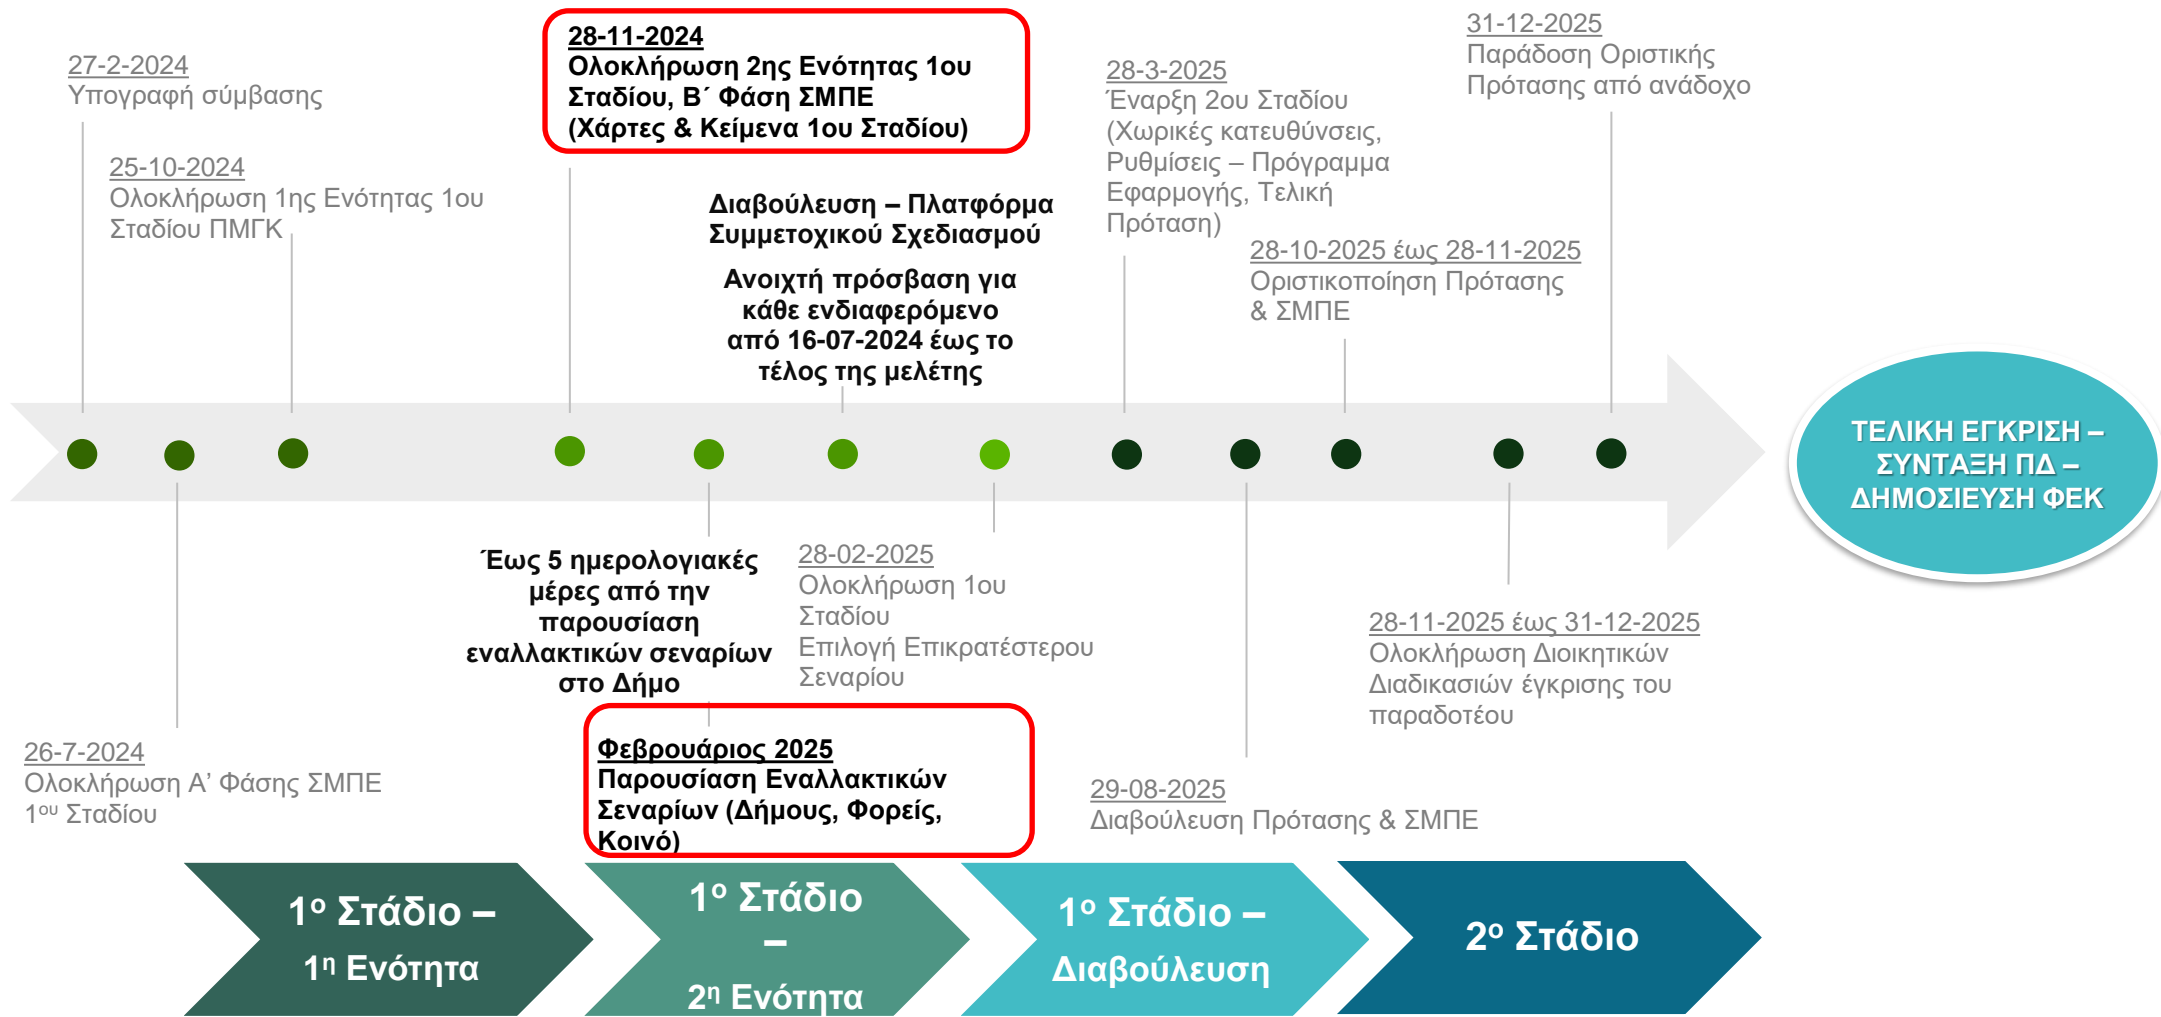 27-2-2024
Υπογραφή σύμβασης
25-10-2024
Ολοκλήρωση 1ης Ενότητας 1ου
Σταδίου ΠΜΓΚ
28-11-2024
Ολοκλήρωση 2ης Ενότητας 1ου
Σταδίου, Β΄ Φάση ΣΜΠΕ
(Χάρτες & Κείμενα 1ου Σταδίου)
Διαβούλευση – Πλατφόρμα
Συμμετοχικού Σχεδιασμού
Ανοιχτή πρόσβαση για
κάθε ενδιαφερόμενο
από 16-07-2024 έως το
τέλος της μελέτης
28-3-2025
Έναρξη 2ου Σταδίου
(Χωρικές κατευθύνσεις,
Ρυθμίσεις – Πρόγραμμα
Εφαρμογής, Τελική
Πρόταση)
28-10-2025 έως 28-11-2025
Οριστικοποίηση Πρότασης
& ΣΜΠΕ
31-12-2025
Παράδοση Οριστικής
Πρότασης από ανάδοχο
ΤΕΛΙΚΗ ΕΓΚΡΙΣΗ –
ΣΥΝΤΑΞΗ ΠΔ –
ΔΗΜΟΣΙΕΥΣΗ ΦΕΚ
26-7-2024
Ολοκλήρωση Α’ Φάσης ΣΜΠΕ
1ου Σταδίου
Έως 5 ημερολογιακές
μέρες από την
παρουσίαση
εναλλακτικών σεναρίων
στο Δήμο
Φεβρουάριος 2025
Παρουσίαση Εναλλακτικών
Σεναρίων (Δήμους, Φορείς,
Κοινό)
28-02-2025
Ολοκλήρωση 1ου
Σταδίου
Επιλογή Επικρατέστερου
Σεναρίου
29-08-2025
Διαβούλευση Πρότασης & ΣΜΠΕ
28-11-2025 έως 31-12-2025
Ολοκλήρωση Διοικητικών
Διαδικασιών έγκρισης του
παραδοτέου
1ο Στάδιο –
1η Ενότητα
1ο Στάδιο
–
2η Ενότητα
1ο Στάδιο –
Διαβούλευση
2ο Στάδιο